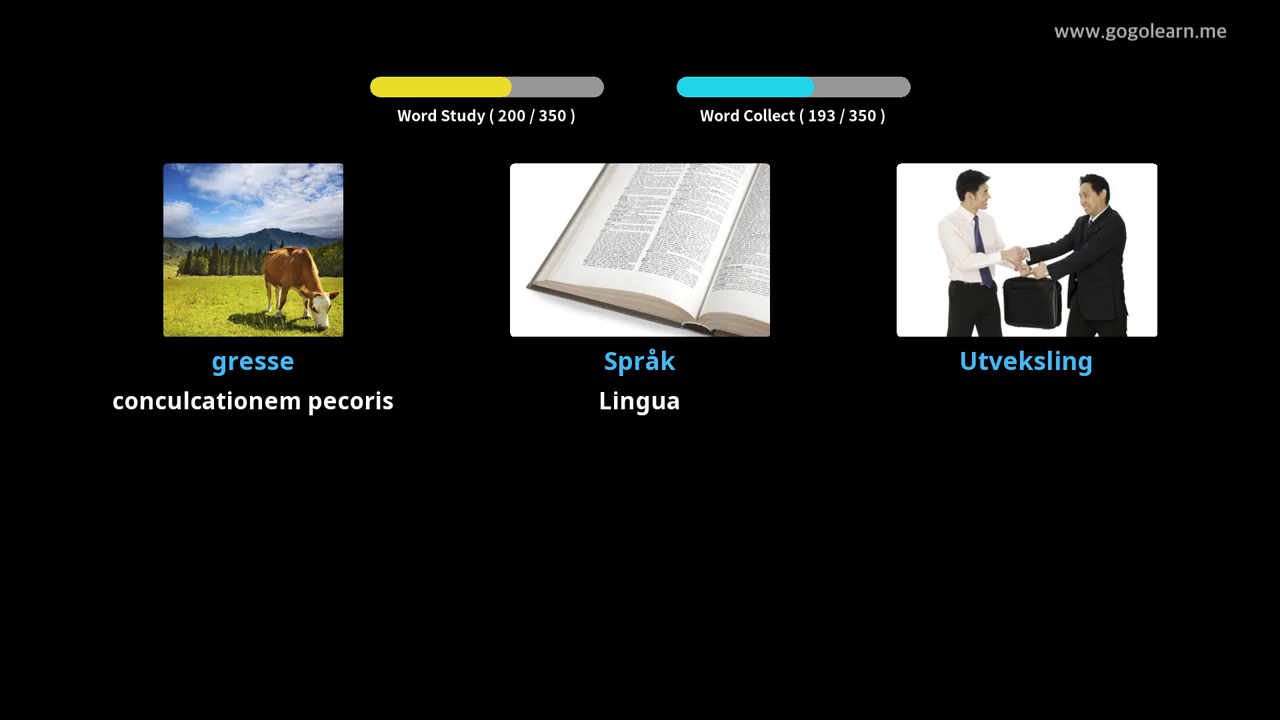 www.gogolearn.me
Word Study ( 200 / 350 )
Word Collect ( 193 / 350 )
gresse
Språk
Utveksling
conculcationem pecoris
Lingua